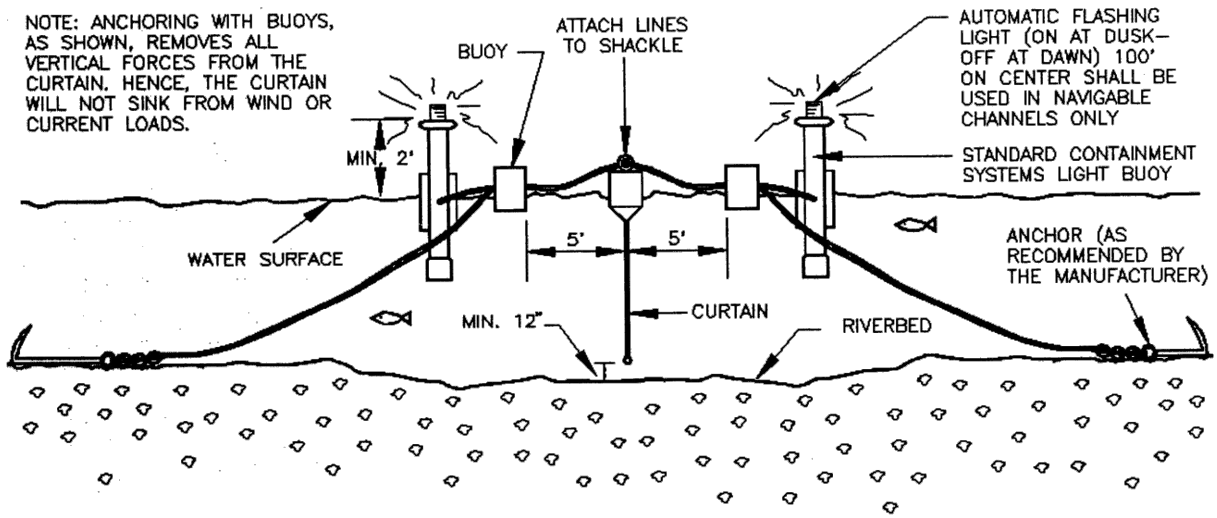 NOTE: ANCHORING WITH BUOYS,
AS SHOWN, REMOVES ALL
VERTICAL FORCES FROM THE
CURTAIN. HENCE, THE CURTAIN
WILL NOT SINK FROM WIND OR
CURRENT LOADS.
BUOY
ATTACH LINES
TO SHACKLE
AUTOMATIC FLASHING
LIGHT (ON AT DUSK-
OFF AT DAWN) 100'
ON CENTER SHALL BE
USED IN NAVIGABLE
CHANNELS ONLY
MIN. 2'
STANDARD CONTAINMENT
SYSTEMS LIGHT BUOY
WATER SURFACE
5'
5'
ANCHOR (AS
RECOMMENDED BY
THE MANUFACTURER)
MIN. 12"
CURTAIN
RIVERBED